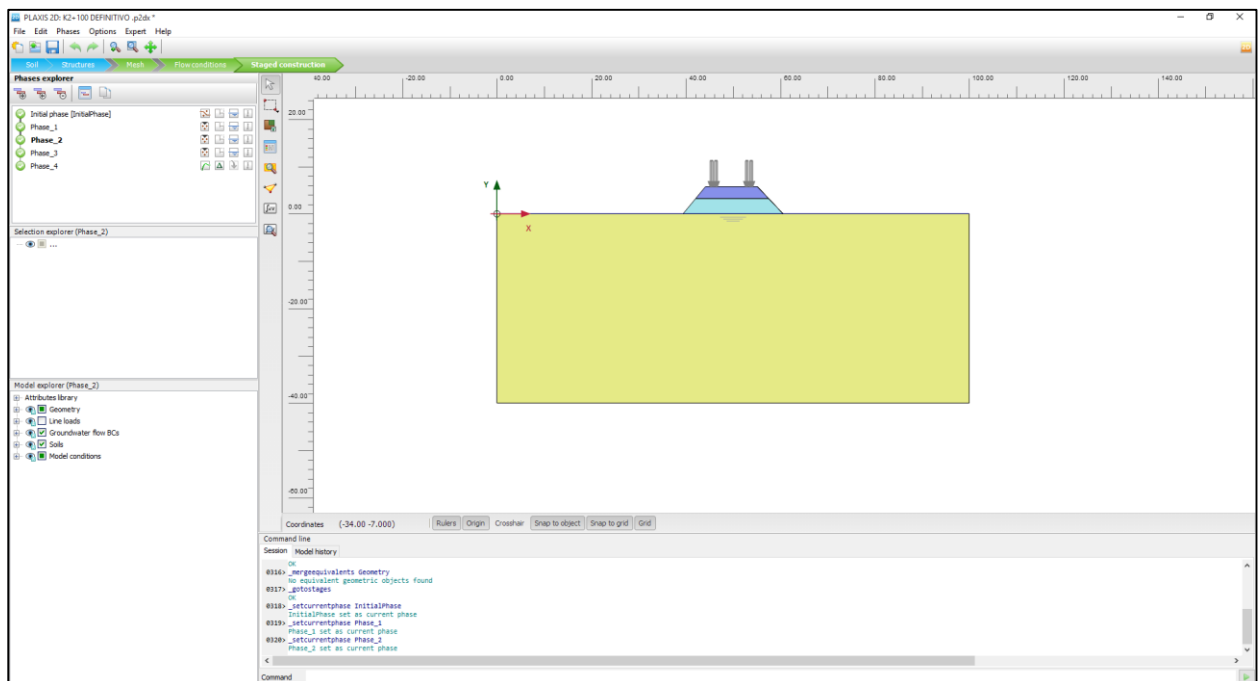 PLAXIS 2D: K2+100 DEFINITIVO .p2dx *
File Edit Phases Options Expert Help
Soil Structures Mesh Flow conditions Staged construction
Phases explorer
Initial phase [InitialPhase]
Phase_1
Phase_2
Phase_3
Phase_4
Selection explorer (Phase_2)
...
Model explorer (Phase_2)
Attributes library
Geometry
Line loads
Groundwater flow BCs
Soils
Model conditions
40.00 -20.00 0.00 20.00 40.00 60.00 80.00 100.00 120.00 140.00
20.00
0.00
-20.00
-40.00
-60.00
Y
X
Coordinates (-34.00 -7.000) Rulers Origin Crosshair Snap to object Snap to grid Grid
Command line
Session Model history
OK
0316> _mergeequivalents Geometry
No equivalent geometric objects found
0317> _gotostages
OK
0318> _setcurrentphase InitialPhase
InitialPhase set as current phase
0319> _setcurrentphase Phase_1
Phase_1 set as current phase
0320> _setcurrentphase Phase_2
Phase_2 set as current phase
Command